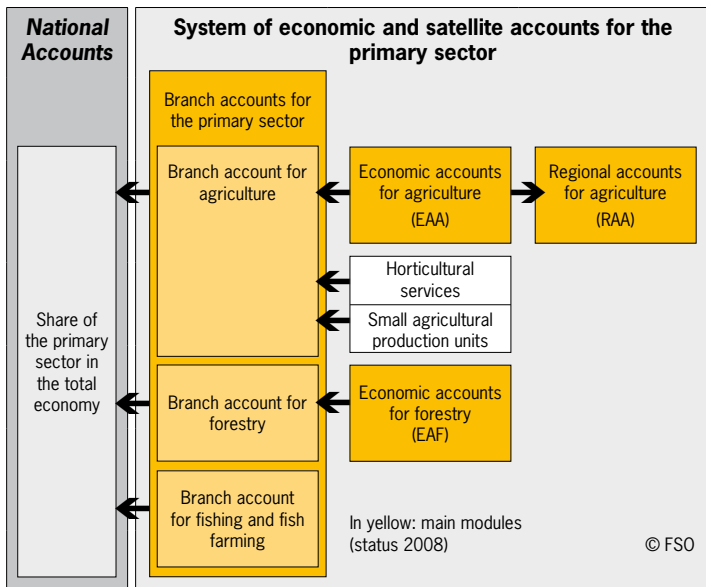 National
Accounts
System of economic and satellite accounts for the
primary sector
Branch accounts for
the primary sector
Branch account for
agriculture
Economic accounts
for agriculture
(EAA)
Regional accounts
for agriculture
(RAA)
Horticultural
services
Small agricultural
production units
Share of
the primary
sector in
the total
economy
Branch account for
forestry
Economic accounts
for forestry
(EAF)
Branch account
for fishing and fish
farming
In yellow: main modules
(status 2008)
© FSO